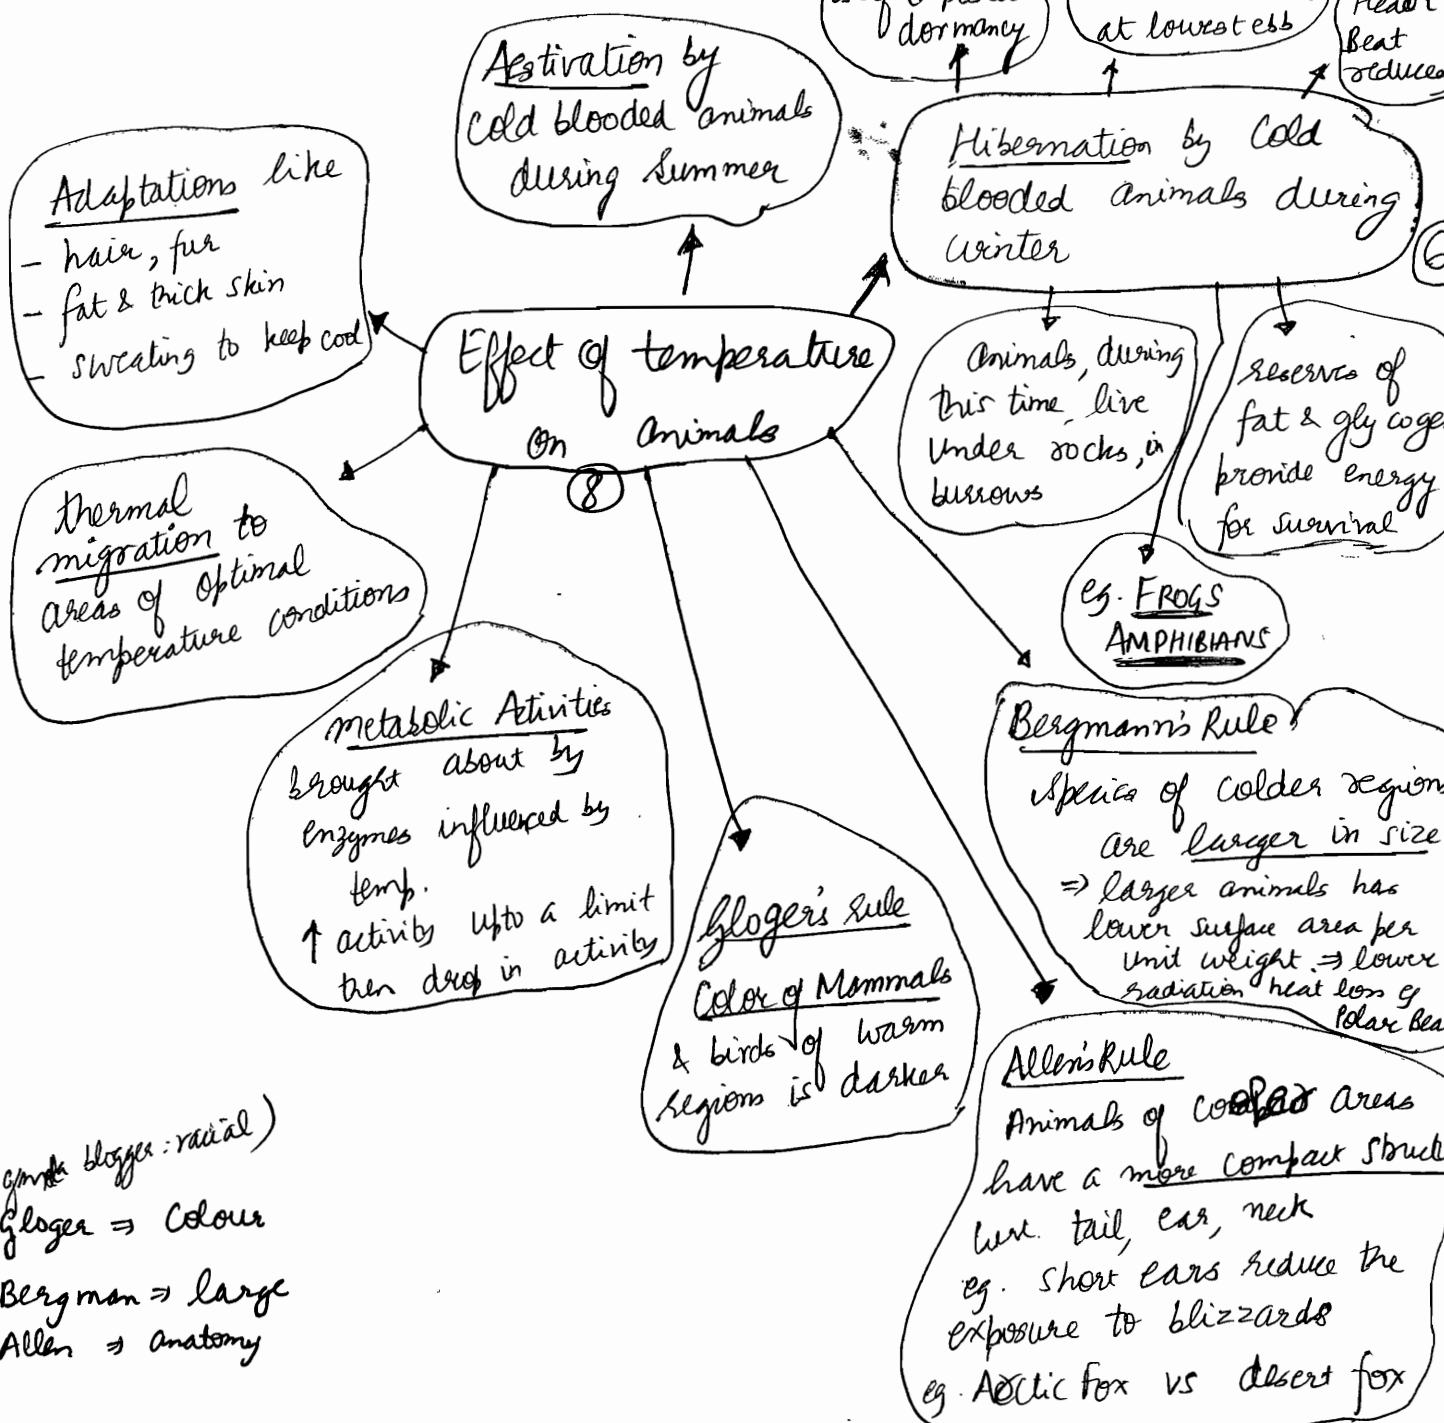 dormancy
at lowest ebb
Beat
reduces
Aestivation by
cold blooded animals
during summer
Hibernation by Cold
blooded animals during
winter
Adaptations like
- hair, fur
- fat & thick skin
- sweating to keep cool
Effect of temperature
on animals
8
6
thermal
migration to
areas of optimal
temperature conditions
Animals, during
this time, live
under rocks, in
burrows
reserves of
fat & glycoge
provide energy
for survival
eg. FROGS
AMPHIBIANS
Metabolic Activities
brought about by
enzymes influenced by
temp.
↑ activity upto a limit
then drop in activity
Gloger's rule
Color of Mammals
& birds of warm
regions is darker
Bergmann's Rule
species of colder regions
are larger in size
⇒ larger animals has
lower surface area per
unit weight ⇒ lower
radiation heat loss eg
Polar Bea
Allen's Rule
Animals of areas
have a more compact struct
tail, ear, neck
eg. short ears reduce the
exposure to blizzards
eg. Arctic fox vs desert fox
blogger : racial)
Gloger ⇒ Colour
Bergman ⇒ large
Allen ⇒ anatomy